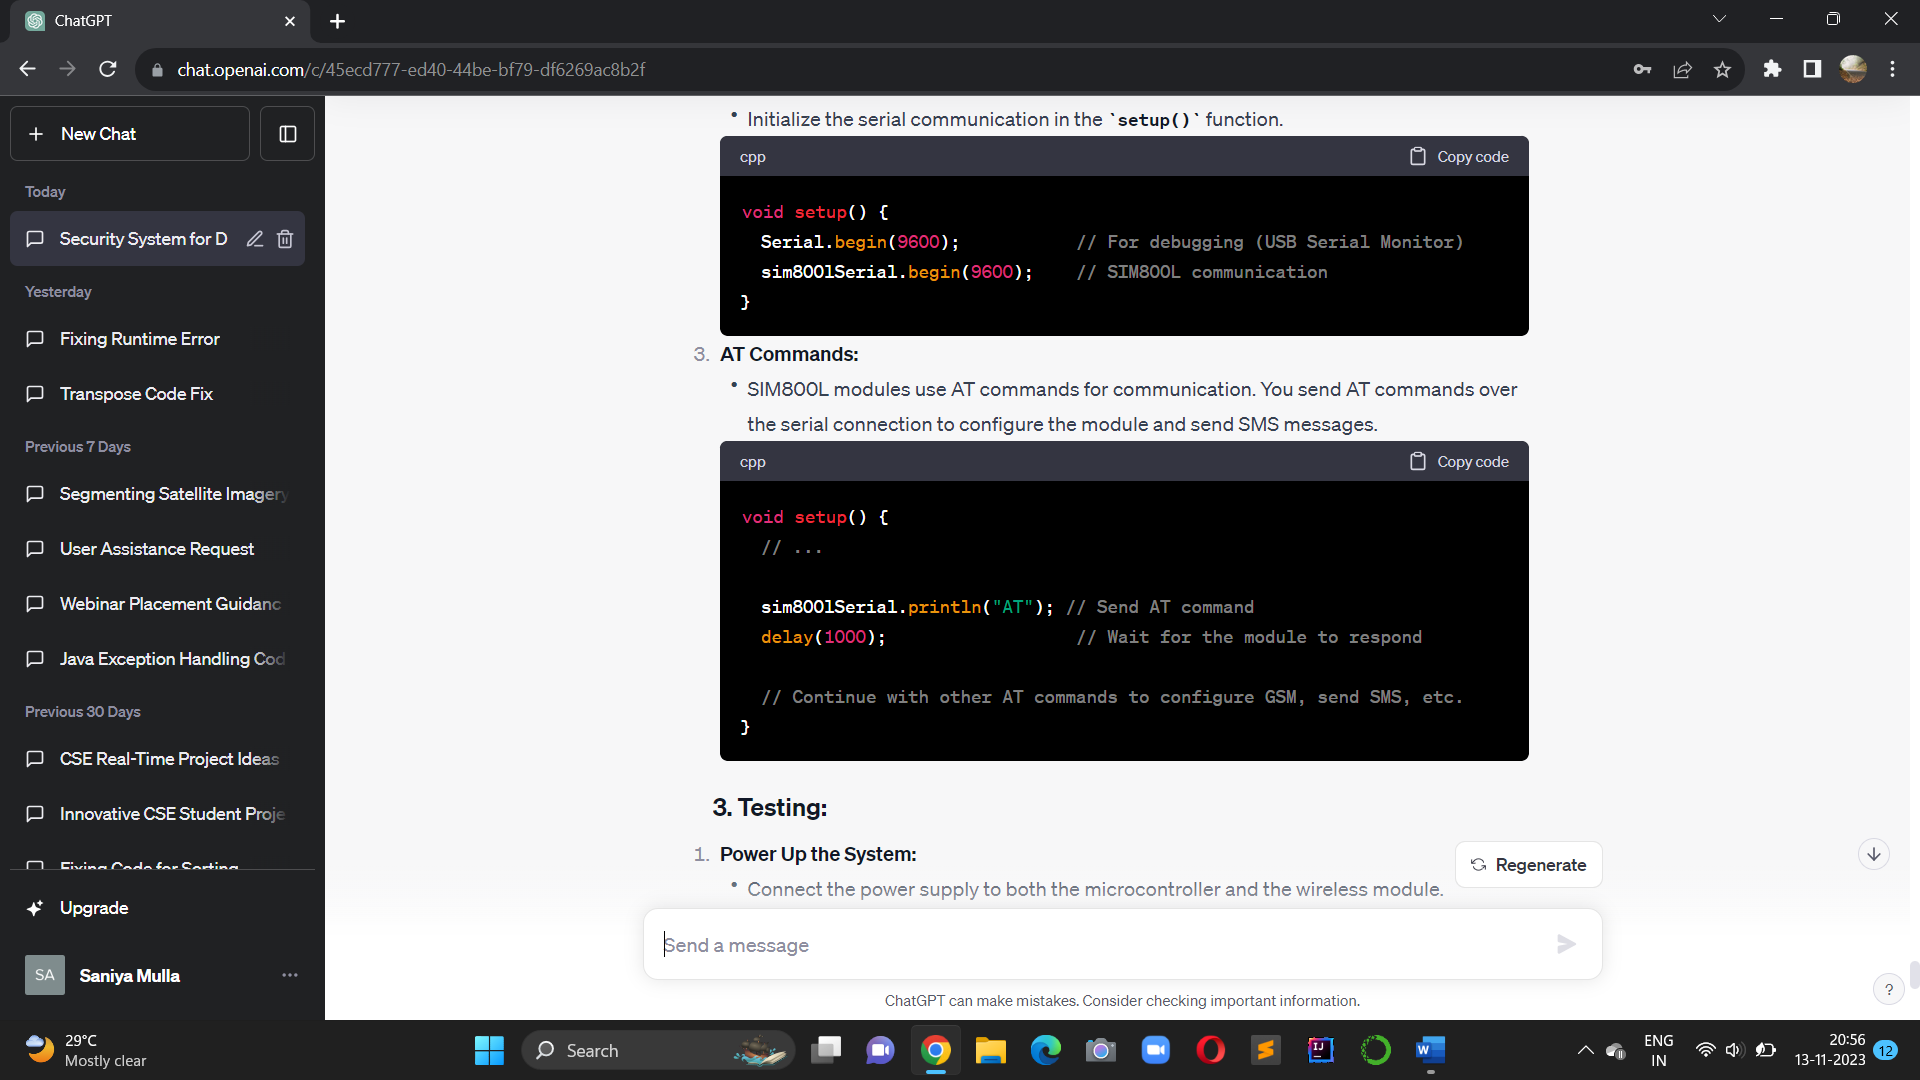 ChatGPT
chat.openai.com/c/45ecd777-ed40-44be-bf79-df6269ac8b2f
New Chat
Today
Security System for D
Yesterday
Fixing Runtime Error
Transpose Code Fix
Previous 7 Days
Segmenting Satellite Imagery
User Assistance Request
Webinar Placement Guidanc
Java Exception Handling Cod
Previous 30 Days
CSE Real-Time Project Ideas
Innovative CSE Student Proje
Fixing Code for Sorting
Upgrade
SA
Saniya Mulla
• Initialize the serial communication in the `setup()` function.
cpp
Copy code
void setup() {
Serial.begin(9600); // For debugging (USB Serial Monitor)
sim800lSerial.begin(9600); // SIM800L communication
}
3. AT Commands:
• SIM800L modules use AT commands for communication. You send AT commands over
the serial connection to configure the module and send SMS messages.
cpp
Copy code
void setup() {
// ...
sim800lSerial.println("AT"); // Send AT command
delay(1000); // Wait for the module to respond
// Continue with other AT commands to configure GSM, send SMS, etc.
}
3. Testing:
1. Power Up the System:
• Connect the power supply to both the microcontroller and the wireless module.
Regenerate
Send a message
ChatGPT can make mistakes. Consider checking important information.
?
29°C
Mostly clear
Search
IJ
W
ENG
IN
20:56
13-11-2023
12